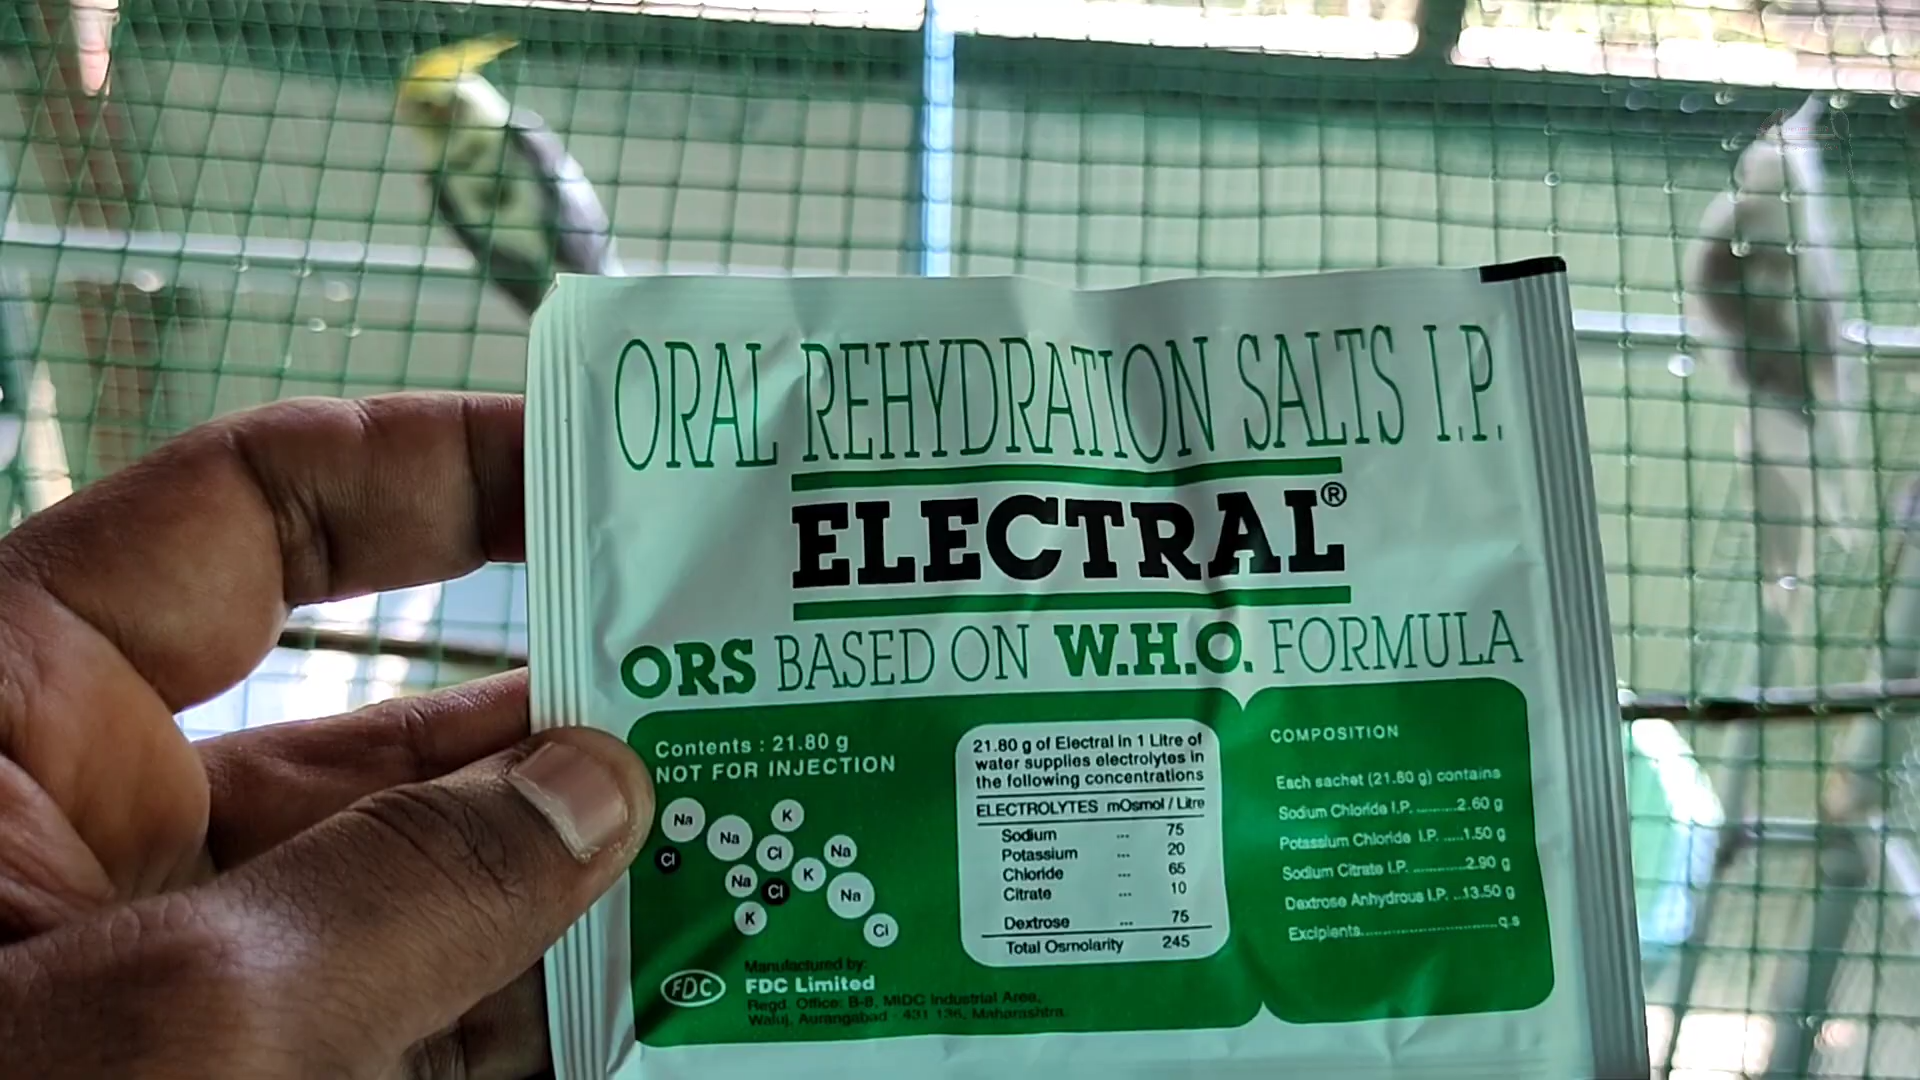 ORAL REHYDRATION SALTS I.P.
ELECTRAL®
ORS BASED ON W.H.O. FORMULA
Contents : 21.80 g
NOT FOR INJECTION
Na
Cl
Na
K
Cl
Na
Na
Cl
K
Na
K
Cl
FDC
Manufactured by:
FDC Limited
Regd. Office: B-8, MIDC Industrial Area,
Waluj, Aurangabad - 431 136, Maharashtra.
21.80 g of Electral in 1 Litre of
water supplies electrolytes in
the following concentrations
ELECTROLYTES mOsmol / Litre
Sodium ... 75
Potassium ... 20
Chloride ... 65
Citrate ... 10
Dextrose ... 75
Total Osmolarity 245
COMPOSITION
Each sachet (21.80 g) contains
Sodium Chloride I.P. .........2.60 g
Potassium Chloride I.P. .....1.50 g
Sodium Citrate I.P. .............2.90 g
Dextrose Anhydrous I.P. ..13.50 g
Excipients..............................q.s